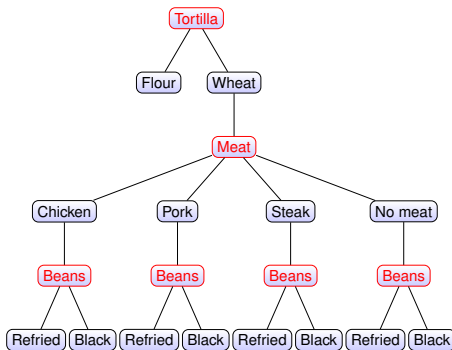 Tortilla
Flour Wheat
Meat
Chicken Pork Steak No meat
Beans Beans Beans Beans
Refried Black Refried Black Refried Black Refried Black